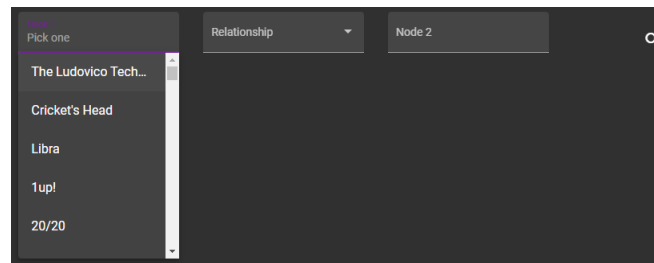 Pick one
Relationship
Node 2
The Ludovico Tech...
Cricket's Head
Libra
1up!
20/20